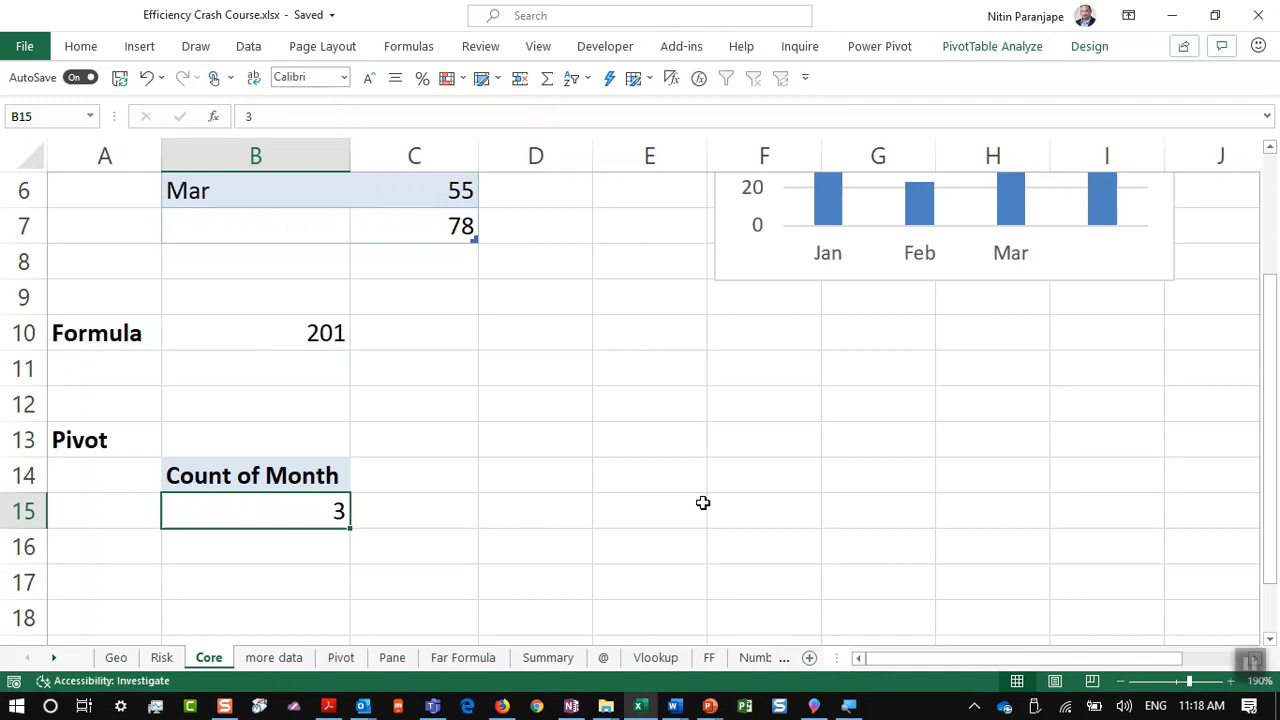 Efficiency Crash Course.xlsx - Saved
Search
Nitin Paranjape
File Home Insert Draw Data Page Layout Formulas Review View Developer Add-ins Help Inquire Power Pivot PivotTable Analyze Design
AutoSave On Calibri
B15 fx 3
A B C D E F G H I J
6 Mar 55 20
7 78 0
Jan Feb Mar
8
9
10 Formula 201
11
12
13 Pivot
14 Count of Month
15 3
16
17
18
Geo Risk Core more data Pivot Pane Far Formula Summary @ Vlookup FF Numb ...
Accessibility: Investigate 190%
ENG 11:18 AM